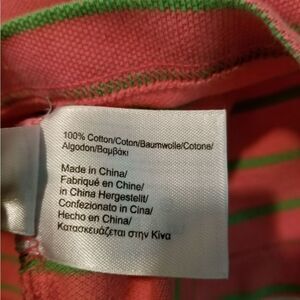 100% Cotton/Coton/Baumwolle/Cotone/
Algodon/Βαμβάκι
Made in China/
Fabriqué en Chine/
in China Hergestellt/
Confezionato in Cina/
Hecho en China/
Κατασκευάζεται στην Κίνα